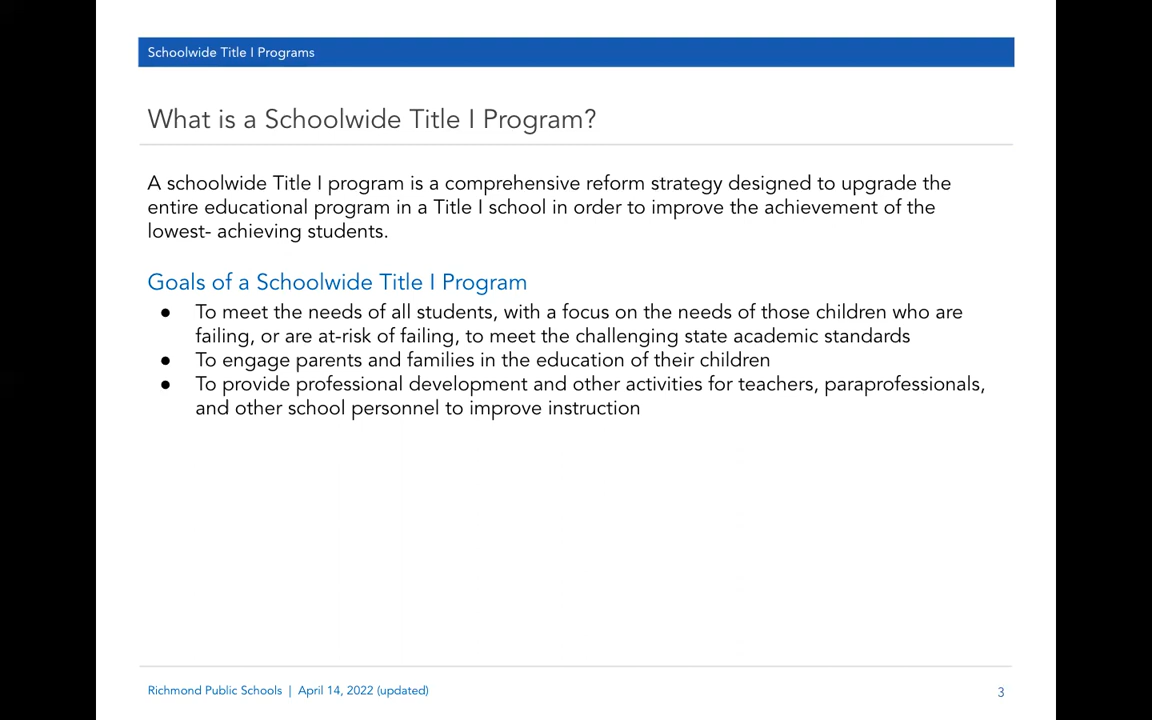 Schoolwide Title I Programs
What is a Schoolwide Title I Program?
A schoolwide Title I program is a comprehensive reform strategy designed to upgrade the
entire educational program in a Title I school in order to improve the achievement of the
lowest- achieving students.
Goals of a Schoolwide Title I Program
● To meet the needs of all students, with a focus on the needs of those children who are
failing, or are at-risk of failing, to meet the challenging state academic standards
● To engage parents and families in the education of their children
● To provide professional development and other activities for teachers, paraprofessionals,
and other school personnel to improve instruction
Richmond Public Schools | April 14, 2022 (updated)
3